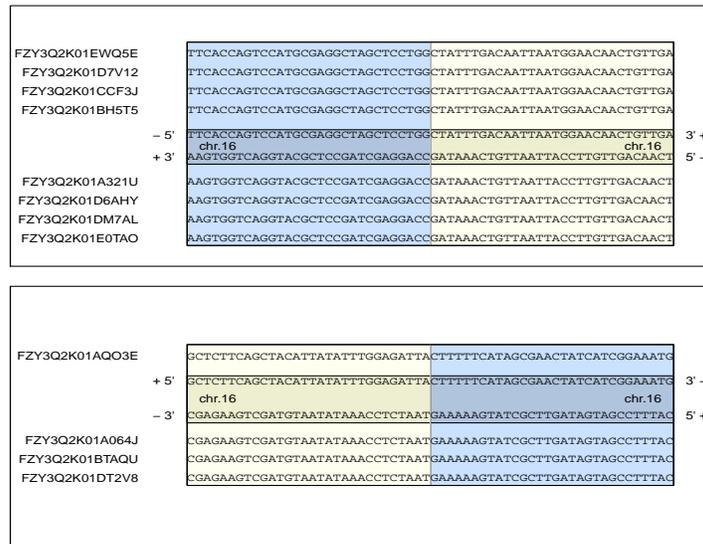 FZY3Q2K01EWQ5E TTCACCAGTCCATGCGAGGCTAGCTCCTGGCTATTTGACAATTAATGGAACAACTGTTGA
FZY3Q2K01D7V12 TTCACCAGTCCATGCGAGGCTAGCTCCTGGCTATTTGACAATTAATGGAACAACTGTTGA
FZY3Q2K01CCF3J TTCACCAGTCCATGCGAGGCTAGCTCCTGGCTATTTGACAATTAATGGAACAACTGTTGA
FZY3Q2K01BH5T5 TTCACCAGTCCATGCGAGGCTAGCTCCTGGCTATTTGACAATTAATGGAACAACTGTTGA
– 5' TTCACCAGTCCATGCGAGGCTAGCTCCTGGCTATTTGACAATTAATGGAACAACTGTTGA 3' +
chr.16 chr.16
+ 3' AAGTGGTCAGGTACGCTCCGATCGAGGACCGATAAACTGTTAATTACCTTGTTGACAACT 5' –
FZY3Q2K01A321U AAGTGGTCAGGTACGCTCCGATCGAGGACCGATAAACTGTTAATTACCTTGTTGACAACT
FZY3Q2K01D6AHY AAGTGGTCAGGTACGCTCCGATCGAGGACCGATAAACTGTTAATTACCTTGTTGACAACT
FZY3Q2K01DM7AL AAGTGGTCAGGTACGCTCCGATCGAGGACCGATAAACTGTTAATTACCTTGTTGACAACT
FZY3Q2K01E0TAO AAGTGGTCAGGTACGCTCCGATCGAGGACCGATAAACTGTTAATTACCTTGTTGACAACT
FZY3Q2K01AQO3E GCTCTTCAGCTACATTATATTTGGAGATTACTTTTTCATAGCGAACTATCATCGGAAATG
+ 5' GCTCTTCAGCTACATTATATTTGGAGATTACTTTTTCATAGCGAACTATCATCGGAAATG 3' –
chr.16 chr.16
– 3' CGAGAAGTCGATGTAATATAAACCTCTAATGAAAAAGTATCGCTTGATAGTAGCCTTTAC 5' +
FZY3Q2K01A064J CGAGAAGTCGATGTAATATAAACCTCTAATGAAAAAGTATCGCTTGATAGTAGCCTTTAC
FZY3Q2K01BTAQU CGAGAAGTCGATGTAATATAAACCTCTAATGAAAAAGTATCGCTTGATAGTAGCCTTTAC
FZY3Q2K01DT2V8 CGAGAAGTCGATGTAATATAAACCTCTAATGAAAAAGTATCGCTTGATAGTAGCCTTTAC